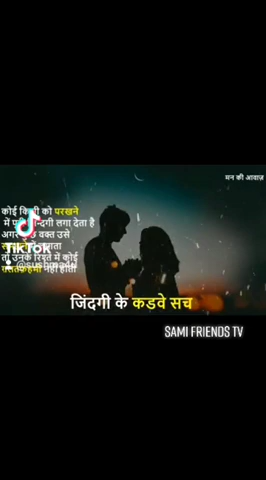 मन की आवाज़
कोई किसी को परखने
में पूरी जिन्दगी लगा देता है
अगर वक्त उसे
तो उनके रिश्ते में कोई
गलतफहमी नहीं होती
TikTok
जिंदगी के कडवे सच
SAMI FRIENDS TV